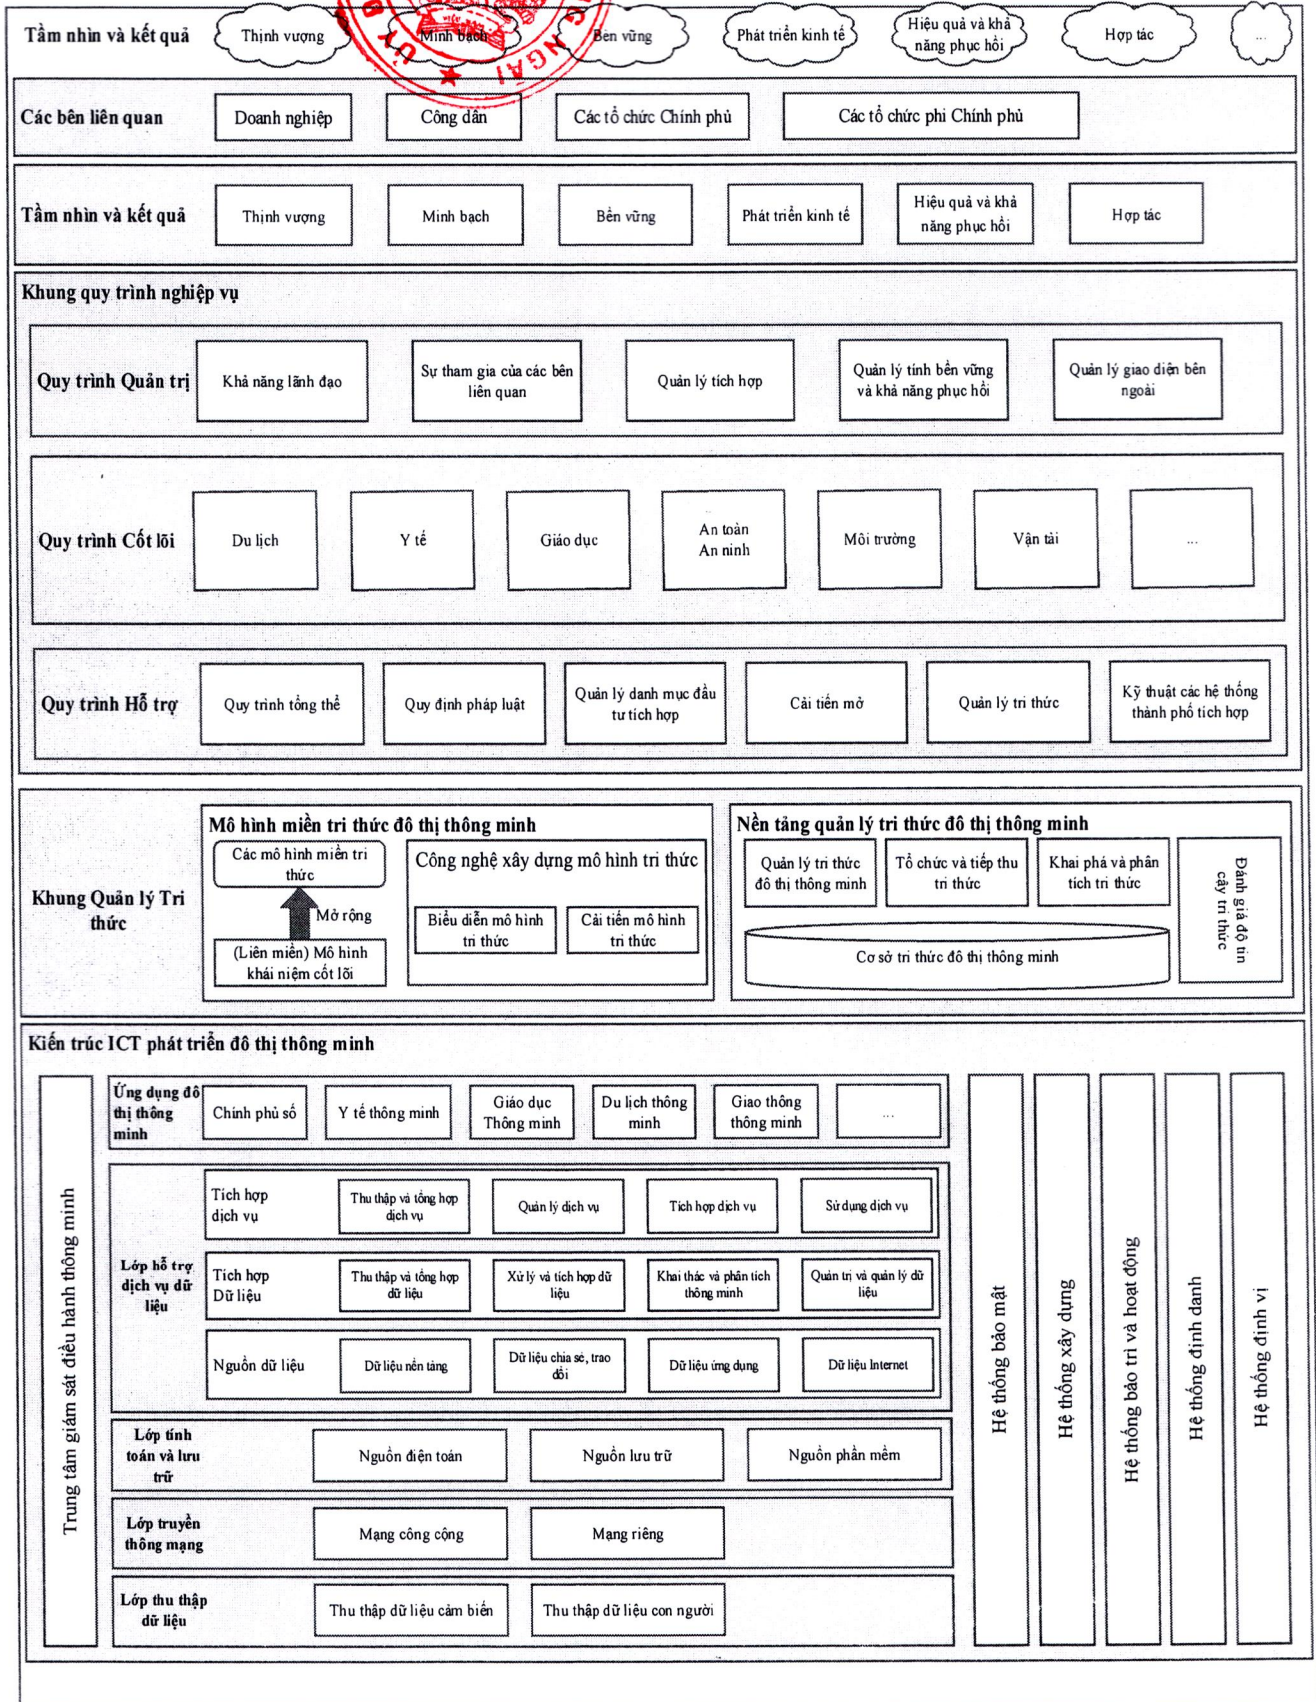 Tầm nhìn và kết quả
Thịnh vượng
Minh bạch
Bền vững
Phát triển kinh tế
Hiệu quả và khả
năng phục hồi
Hợp tác
...
ỦY
NGÃI
Các bên liên quan
Doanh nghiệp
Công dân
Các tổ chức Chính phủ
Các tổ chức phi Chính phủ
Tầm nhìn và kết quả
Thịnh vượng
Minh bạch
Bền vững
Phát triển kinh tế
Hiệu quả và khả
năng phục hồi
Hợp tác
Khung quy trình nghiệp vụ
Quy trình Quản trị
Khả năng lãnh đạo
Sự tham gia của các bên
liên quan
Quản lý tích hợp
Quản lý tính bền vững
và khả năng phục hồi
Quản lý giao diện bên
ngoài
Quy trình Cốt lõi
Du lịch
Y tế
Giáo dục
An toàn
An ninh
Môi trường
Vận tải
...
Quy trình Hỗ trợ
Quy trình tổng thể
Quy định pháp luật
Quản lý danh mục đầu
tư tích hợp
Cải tiến mở
Quản lý tri thức
Kỹ thuật các hệ thống
thành phố tích hợp
Khung Quản lý Tri
thức
Mô hình miền tri thức đô thị thông minh
Các mô hình miền tri
thức
Mở rộng
(Liên miền) Mô hình
khái niệm cốt lõi
Công nghệ xây dựng mô hình tri thức
Biểu diễn mô hình
tri thức
Cải tiến mô hình
tri thức
Nền tảng quản lý tri thức đô thị thông minh
Quản lý tri thức
đô thị thông minh
Tổ chức và tiếp thu
tri thức
Khai phá và phân
tích tri thức
Cơ sở tri thức đô thị thông minh
Đánh giá độ tin
cậy tri thức
Kiến trúc ICT phát triển đô thị thông minh
Trung tâm giám sát điều hành thông minh
Ứng dụng đô
thị thông
minh
Chính phủ số
Y tế thông minh
Giáo dục
Thông minh
Du lịch thông
minh
Giao thông
thông minh
...
Lớp hỗ trợ
dịch vụ dữ
liệu
Tích hợp
dịch vụ
Thu thập và tổng hợp
dịch vụ
Quản lý dịch vụ
Tích hợp dịch vụ
Sử dụng dịch vụ
Tích hợp
Dữ liệu
Thu thập và tổng hợp
dữ liệu
Xử lý và tích hợp dữ
liệu
Khai thác và phân tích
thông minh
Quản trị và quản lý dữ
liệu
Nguồn dữ liệu
Dữ liệu nền tảng
Dữ liệu chia sẻ, trao
đổi
Dữ liệu ứng dụng
Dữ liệu Internet
Lớp tính
toán và lưu
trữ
Nguồn điện toán
Nguồn lưu trữ
Nguồn phần mềm
Lớp truyền
thông mạng
Mạng công cộng
Mạng riêng
Lớp thu thập
dữ liệu
Thu thập dữ liệu cảm biến
Thu thập dữ liệu con người
Hệ thống bảo mật
Hệ thống xây dựng
Hệ thống bảo trì và hoạt động
Hệ thống định danh
Hệ thống định vị